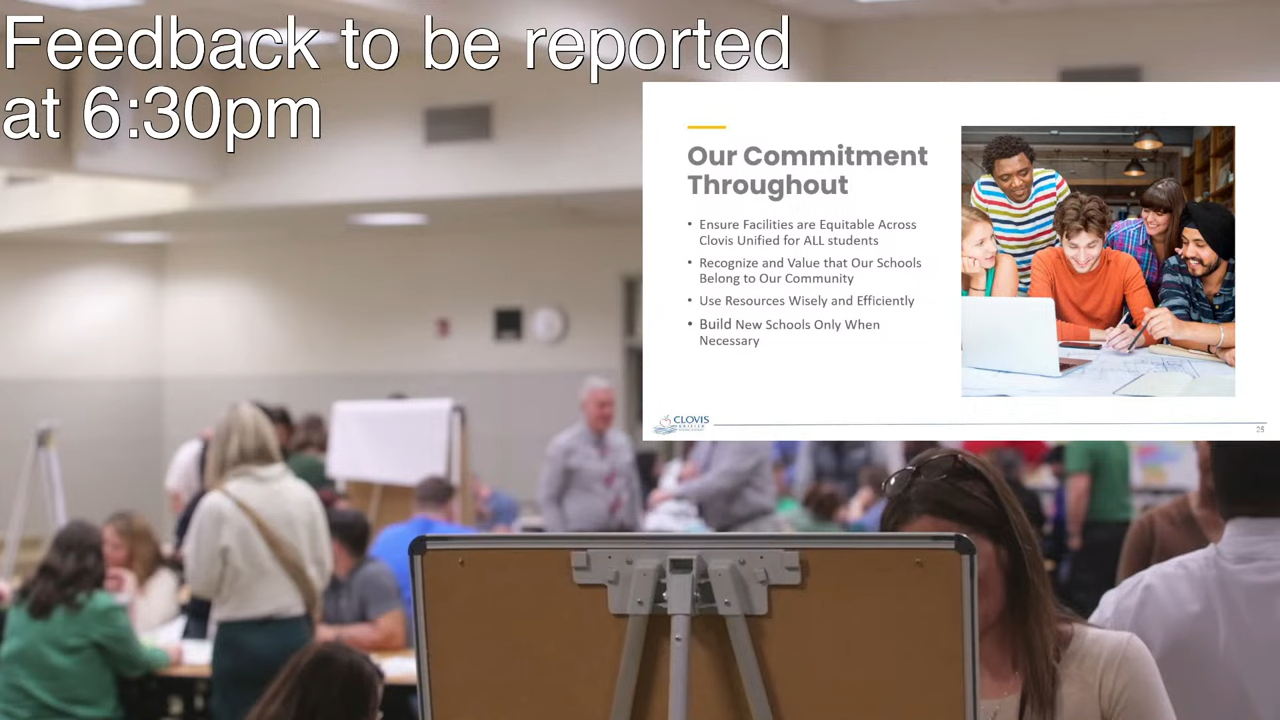 Feedback to be reported
at 6:30pm
Our Commitment
Throughout
• Ensure Facilities are Equitable Across
Clovis Unified for ALL students
• Recognize and Value that Our Schools
Belong to Our Community
• Use Resources Wisely and Efficiently
• Build New Schools Only When
Necessary
CLOVIS
UNIFIED
25